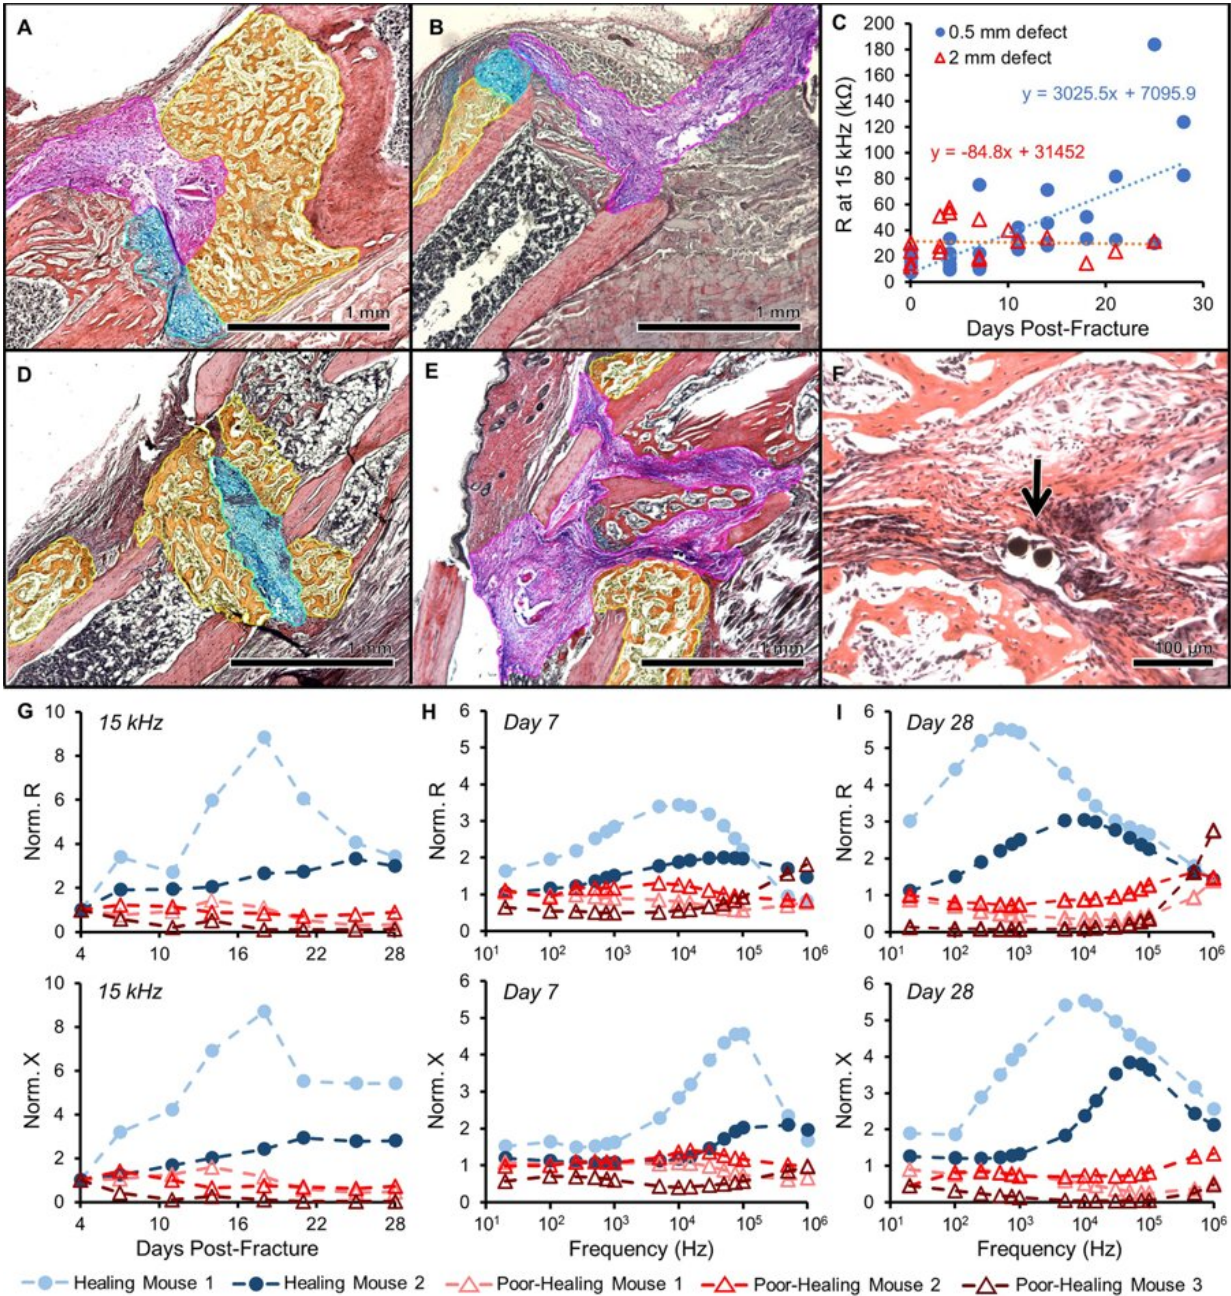 A
1 mm
B
1 mm
C
R at 15 kHz (kΩ)
200
180
160
140
120
100
80
60
40
20
0
0.5 mm defect
2 mm defect
y = 3025.5x + 7095.9
y = -84.8x + 31452
0 10 20 30
Days Post-Fracture
D
1 mm
E
1 mm
F
100 µm
G
15 kHz
Norm. R
10
8
6
4
2
0
4 10 16 22 28
H
Day 7
6
5
4
3
2
1
0
10¹ 10² 10³ 10⁴ 10⁵ 10⁶
I
Day 28
6
5
4
3
2
1
0
10¹ 10² 10³ 10⁴ 10⁵ 10⁶
15 kHz
Norm. X
10
8
6
4
2
0
4 10 16 22 28
Days Post-Fracture
Day 7
6
5
4
3
2
1
0
10¹ 10² 10³ 10⁴ 10⁵ 10⁶
Frequency (Hz)
Day 28
6
5
4
3
2
1
0
10¹ 10² 10³ 10⁴ 10⁵ 10⁶
Frequency (Hz)
Healing Mouse 1 Healing Mouse 2 Poor-Healing Mouse 1 Poor-Healing Mouse 2 Poor-Healing Mouse 3